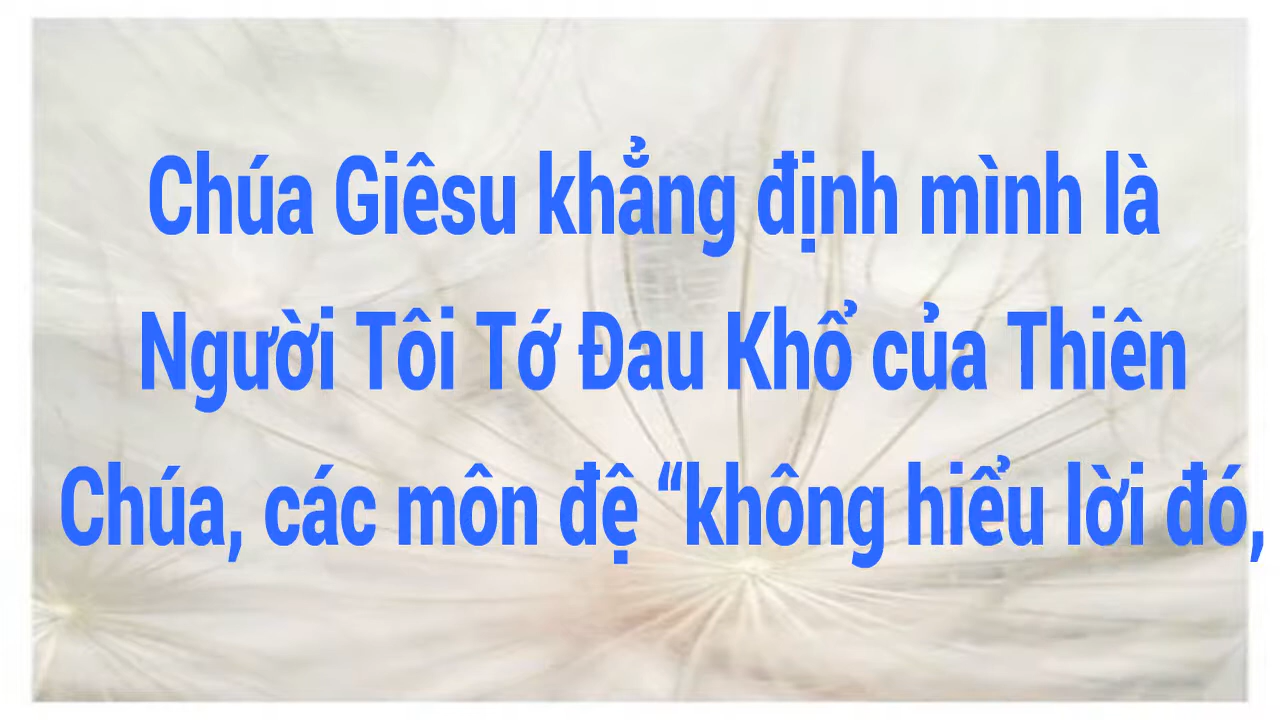 Chúa Giêsu khẳng định mình là
Người Tôi Tớ Đau Khổ của Thiên
Chúa, các môn đệ “không hiểu lời đó,